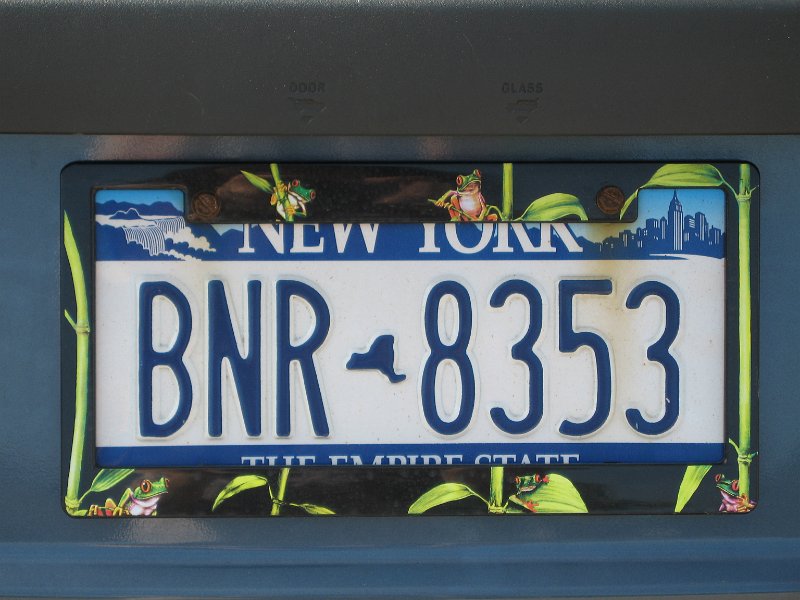 DOOR GLASS
NEW YORK
BNR 8353
THE EMPIRE STATE